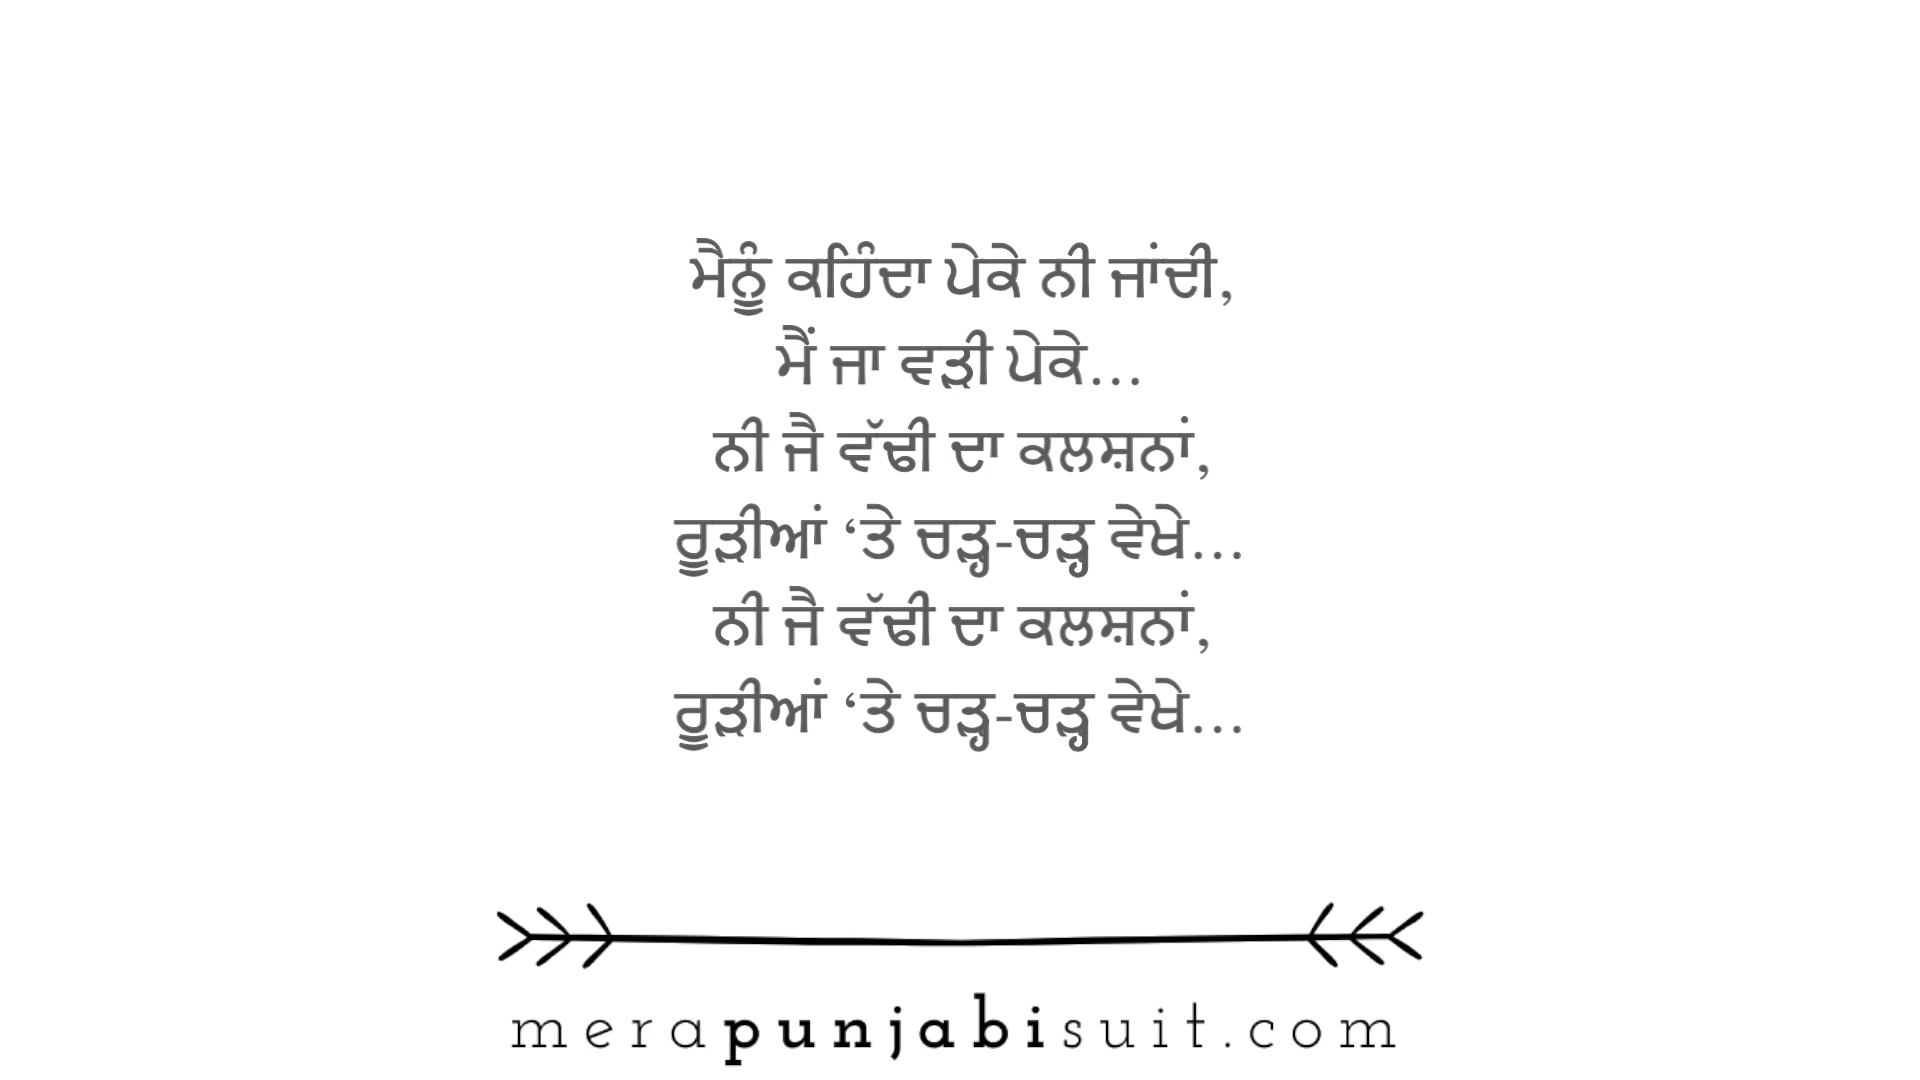 ਮੈਨੂੰ ਕਹਿੰਦਾ ਪੇਕੇ ਨੀ ਜਾਂਦੀ,
ਮੈਂ ਜਾ ਵੜੀ ਪੇਕੇ...
ਨੀ ਜੈ ਵੱਢੀ ਦਾ ਕਲਸ਼ਨਾਂ,
ਰੂੜੀਆਂ ‘ਤੇ ਚੜ੍ਹ-ਚੜ੍ਹ ਵੇਖੇ...
ਨੀ ਜੈ ਵੱਢੀ ਦਾ ਕਲਸ਼ਨਾਂ,
ਰੂੜੀਆਂ ‘ਤੇ ਚੜ੍ਹ-ਚੜ੍ਹ ਵੇਖੇ...
merapunjabisuit.com